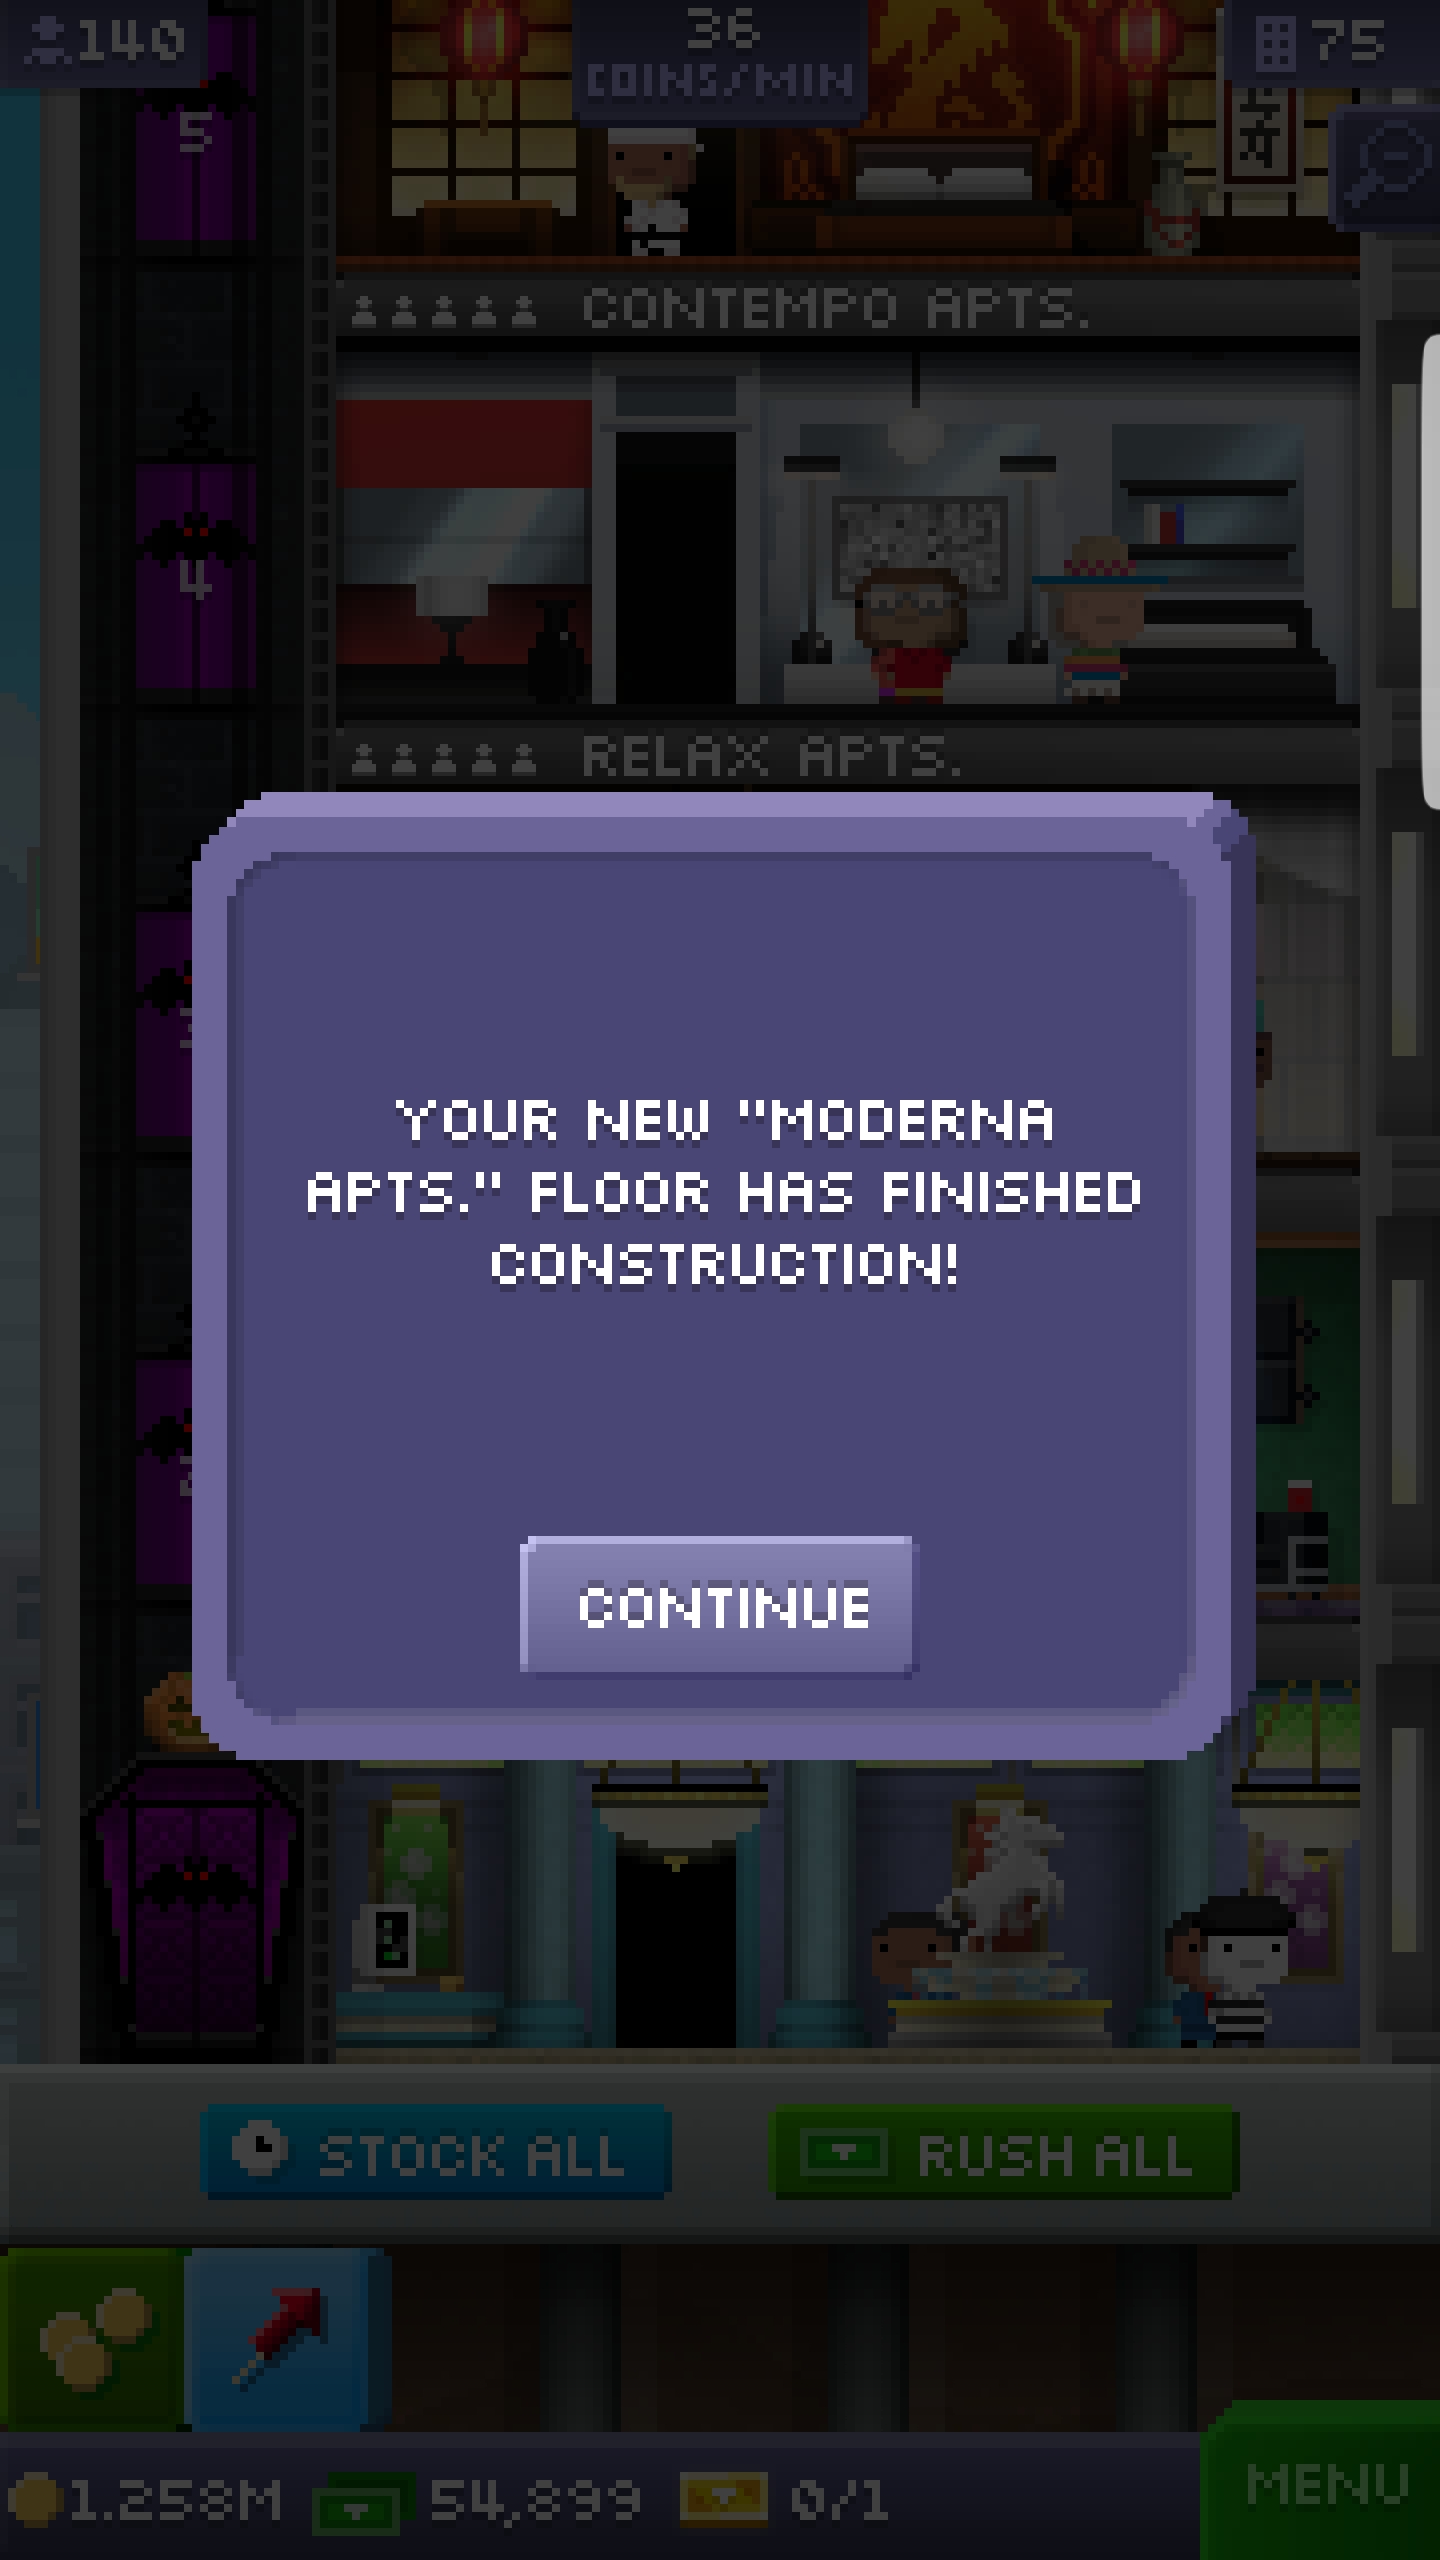 140
36
COINS/MIN
75
5
CONTEMPO APTS.
4
RELAX APTS.
YOUR NEW "MODERNA
APTS." FLOOR HAS FINISHED
CONSTRUCTION!
CONTINUE
STOCK ALL
RUSH ALL
1.258M
54,899
0/1
MENU